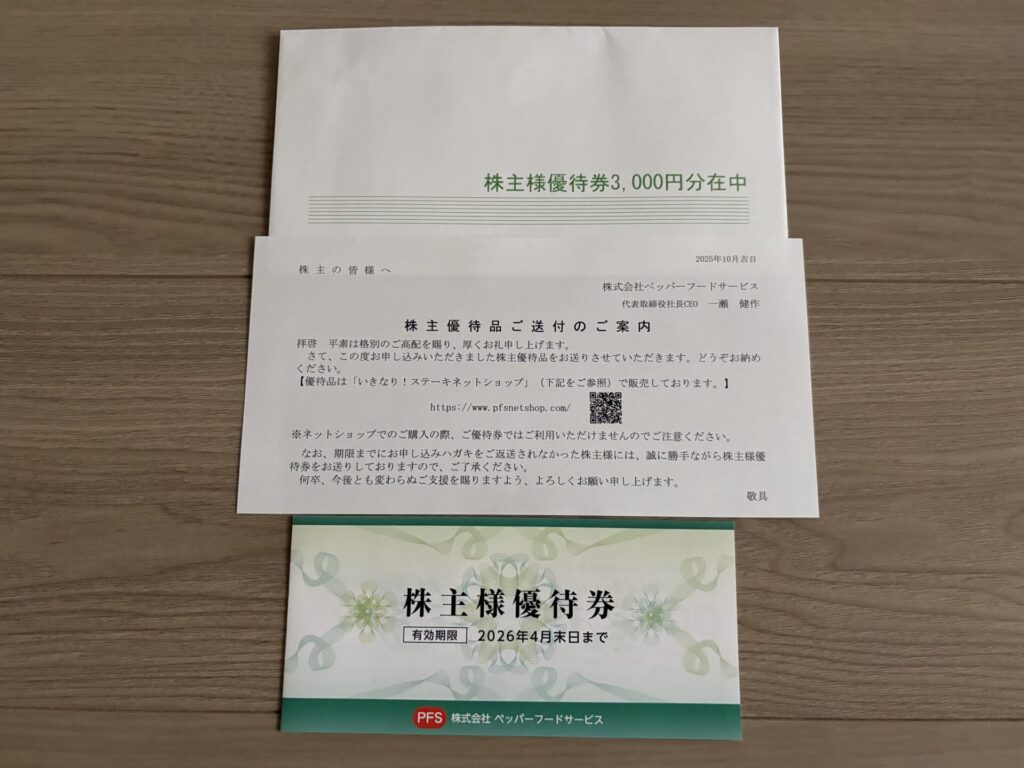 株主様優待券3,000円分在中
2025年10月吉日
株主の皆様へ
株式会社ペッパーフードサービス
代表取締役社長CEO 一瀬 健作
株主優待品ご送付のご案内
拝啓 平素は格別のご高配を賜り、厚くお礼申し上げます。
さて、この度お申し込みいただきました株主優待品をお送りさせていただきます。どうぞお納め
ください。
【優待品は「いきなり!ステーキネットショップ」(下記をご参照)で販売しております。】
https://www.pfsnetshop.com/
※ネットショップでのご購入の際、ご優待券ではご利用いただけませんのでご注意ください。
なお、期限までにお申し込みハガキをご返送されなかった株主様には、誠に勝手ながら株主様優
待券をお送りしておりますので、ご了承ください。
何卒、今後とも変わらぬご支援を賜りますよう、よろしくお願い申し上げます。
敬具
株主様優待券
有効期限 2026年4月末日まで
PFS 株式会社 ペッパーフードサービス